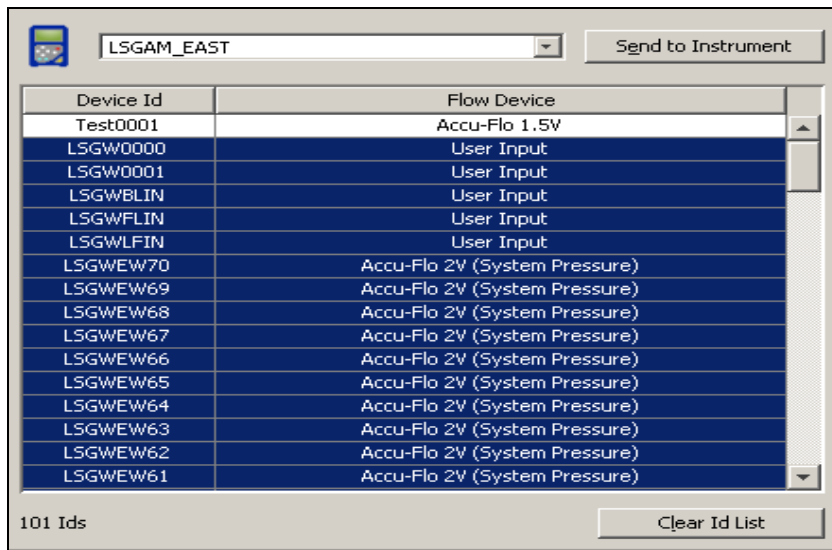 LSGAM_EAST Send to Instrument
Device Id Flow Device
Test0001 Accu-Flo 1.5V
LSGW0000 User Input
LSGW0001 User Input
LSGWBLIN User Input
LSGWFLIN User Input
LSGWLFIN User Input
LSGWEW70 Accu-Flo 2V (System Pressure)
LSGWEW69 Accu-Flo 2V (System Pressure)
LSGWEW68 Accu-Flo 2V (System Pressure)
LSGWEW67 Accu-Flo 2V (System Pressure)
LSGWEW66 Accu-Flo 2V (System Pressure)
LSGWEW65 Accu-Flo 2V (System Pressure)
LSGWEW64 Accu-Flo 2V (System Pressure)
LSGWEW63 Accu-Flo 2V (System Pressure)
LSGWEW62 Accu-Flo 2V (System Pressure)
LSGWEW61 Accu-Flo 2V (System Pressure)
101 Ids Clear Id List